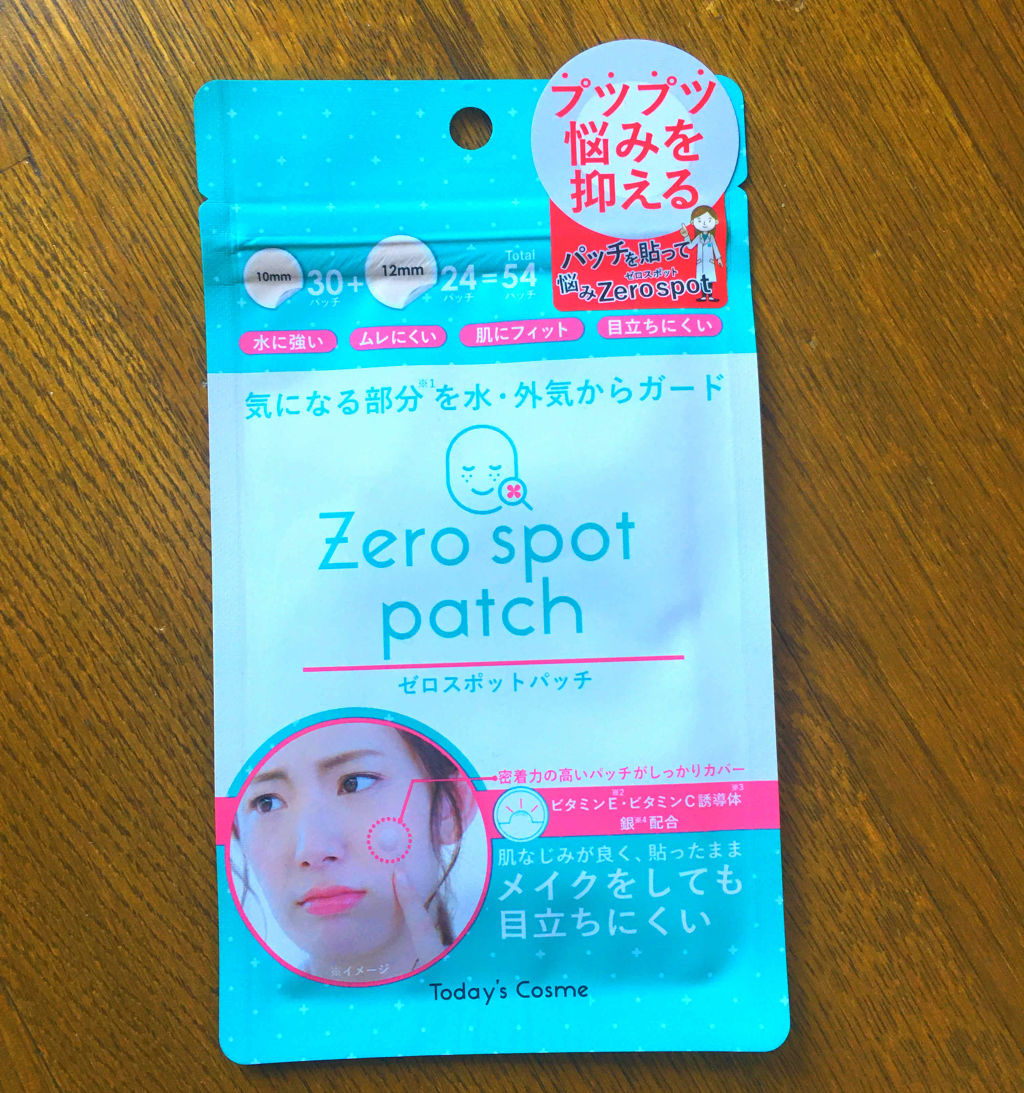 プツプツ
悩みを
抑える
パッチを貼って
ゼロスポット
悩みZero spot
10mm 30パッチ + 12mm 24パッチ = Total 54パッチ
水に強い ムレにくい 肌にフィット 目立ちにくい
気になる部分※1を水・外気からガード
Zero spot
patch
ゼロスポットパッチ
密着力の高いパッチがしっかりカバー
ビタミンE※2・ビタミンC誘導体※3
銀※4配合
肌なじみが良く、貼ったまま
メイクをしても
目立ちにくい
※イメージ
Today's Cosme